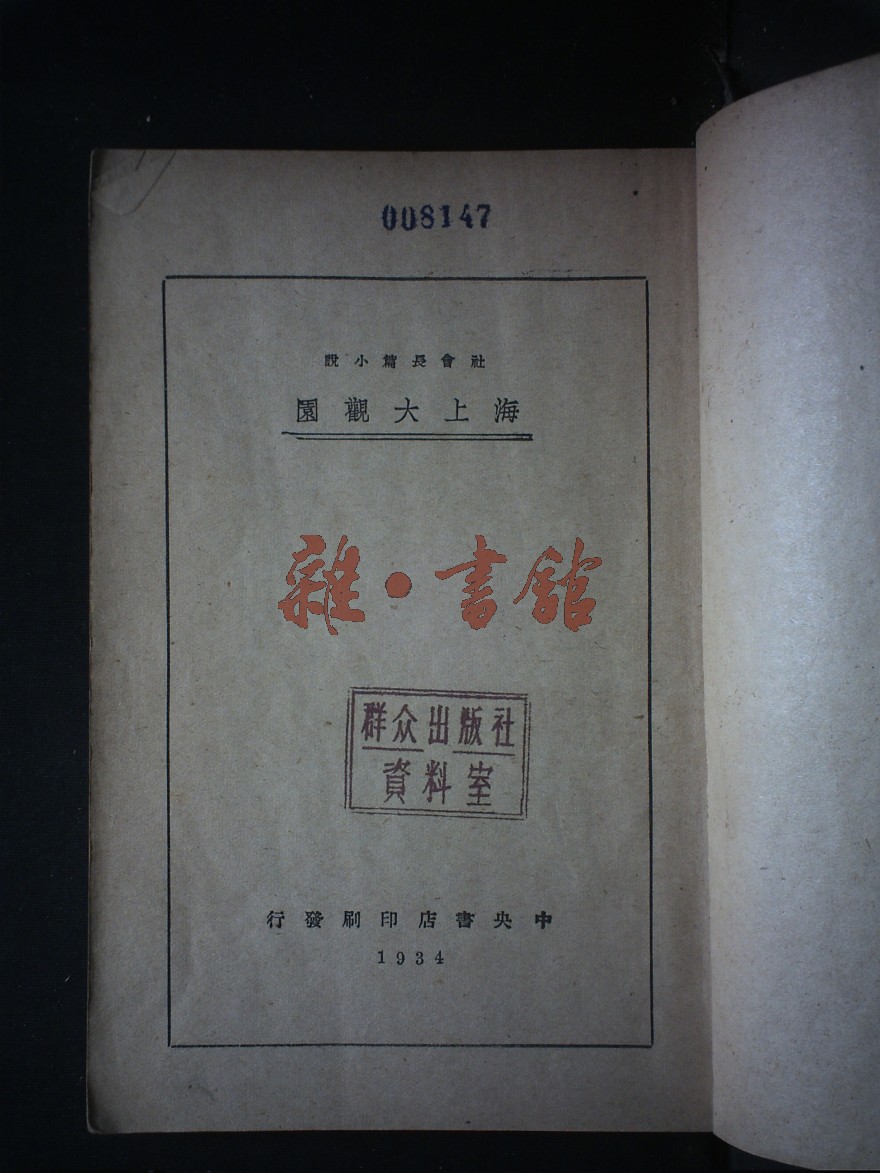 008147
社會長篇小說
海上大觀園
雜·書館
群众出版社
資料室
中央書店印刷發行
1934